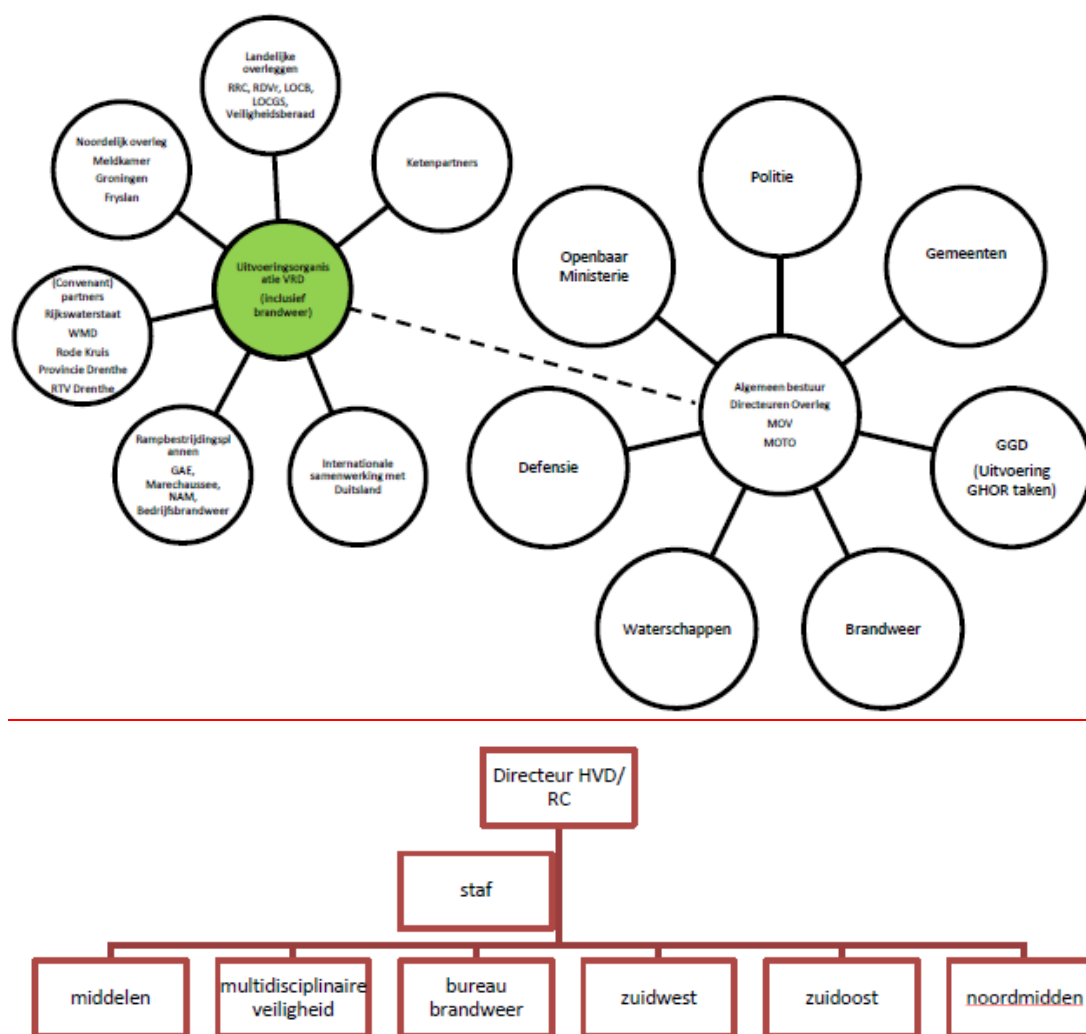 Landelijke
overleggen
RRC, RDVr, LOCB,
LOCGS,
Veiligheidsberaad
Noordelijk overleg
Meldkamer
Groningen
Fryslan
Ketenpartners
Uitvoeringsorganis
atie VRD
(inclusief
brandweer)
(Convenant)
partners
Rijkswaterstaat
WMD
Rode Kruis
Provincie Drenthe
RTV Drenthe
Rampbestrijdingspl
annen
GAE,
Marechaussee,
NAM,
Bedrijfsbrandweer
Internationale
samenwerking met
Duitsland
Politie
Openbaar
Ministerie
Gemeenten
Algemeen bestuur
Directeuren Overleg
MOV
MOTO
Defensie
GGD
(Uitvoering
GHOR taken)
Waterschappen
Brandweer
Directeur HVD/
RC
staf
middelen
multidisciplinaire
veiligheid
bureau
brandweer
zuidwest
zuidoost
noordmidden